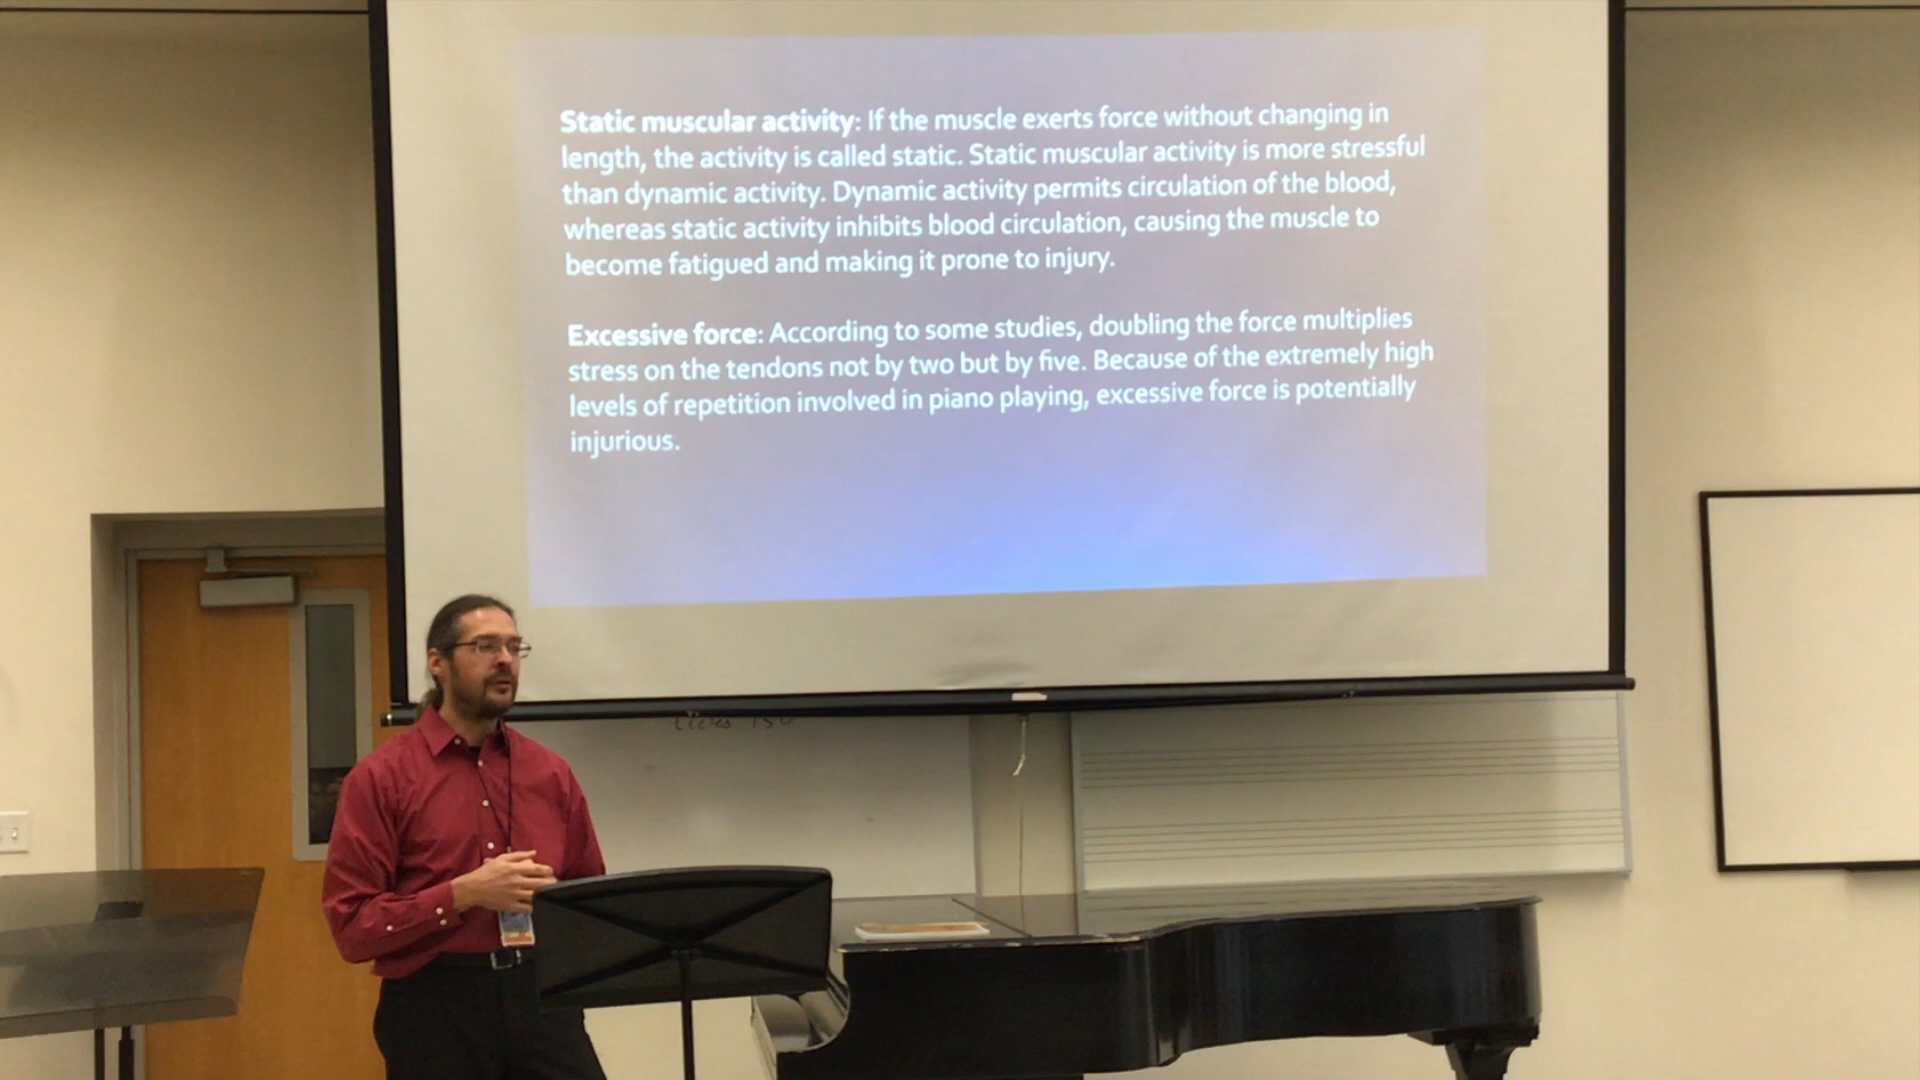 Static muscular activity: If the muscle exerts force without changing in
length, the activity is called static. Static muscular activity is more stressful
than dynamic activity. Dynamic activity permits circulation of the blood,
whereas static activity inhibits blood circulation, causing the muscle to
become fatigued and making it prone to injury.
Excessive force: According to some studies, doubling the force multiplies
stress on the tendons not by two but by five. Because of the extremely high
levels of repetition involved in piano playing, excessive force is potentially
injurious.